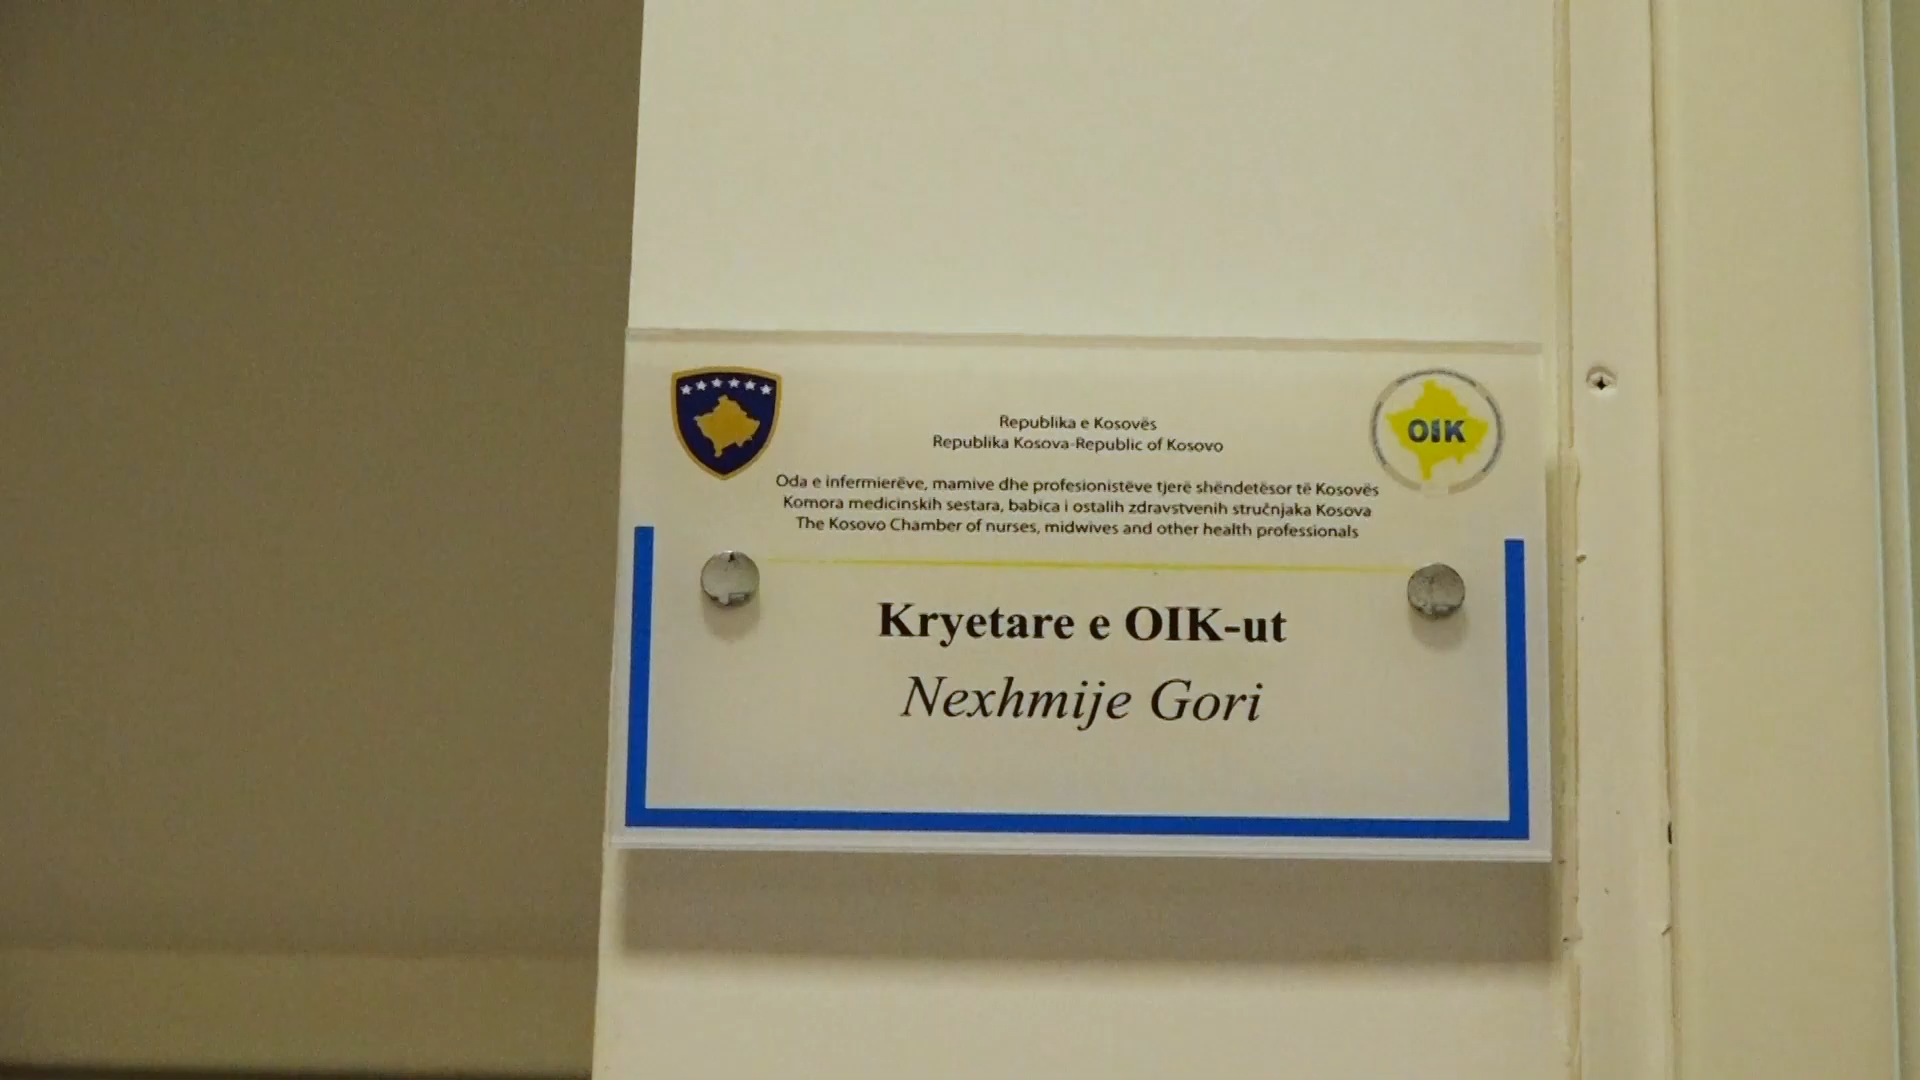 Republika e Kosovës
Republika Kosova-Republic of Kosovo
OIK
Oda e infermierëve, mamive dhe profesionistëve tjerë shëndetësor të Kosovës
Komora medicinskih sestara, babica i ostalih zdravstvenih stručnjaka Kosova
The Kosovo Chamber of nurses, midwives and other health professionals
Kryetare e OIK-ut
Nexhmije Gori